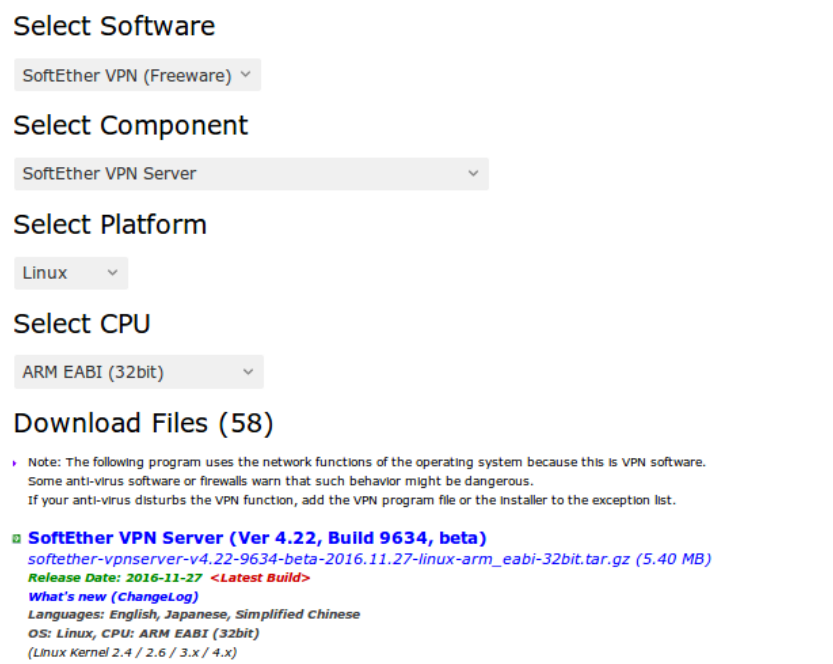 Select Software
SoftEther VPN (Freeware)
Select Component
SoftEther VPN Server
Select Platform
Linux
Select CPU
ARM EABI (32bit)
Download Files (58)
Note: The following program uses the network functions of the operating system because this is VPN software.
Some anti-virus software or firewalls warn that such behavior might be dangerous.
If your anti-virus disturbs the VPN function, add the VPN program file or the installer to the exception list.
SoftEther VPN Server (Ver 4.22, Build 9634, beta)
softether-vpnserver-v4.22-9634-beta-2016.11.27-linux-arm_eabi-32bit.tar.gz (5.40 MB)
Release Date: 2016-11-27 <Latest Build>
What's new (ChangeLog)
Languages: English, Japanese, Simplified Chinese
OS: Linux, CPU: ARM EABI (32bit)
(Linux Kernel 2.4 / 2.6 / 3.x / 4.x)